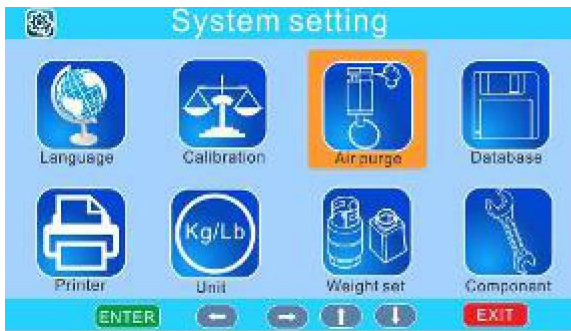 System setting
Language Calibration Air purge Database
Kg/Lb
Printer Unit Weight set Component
ENTER EXIT